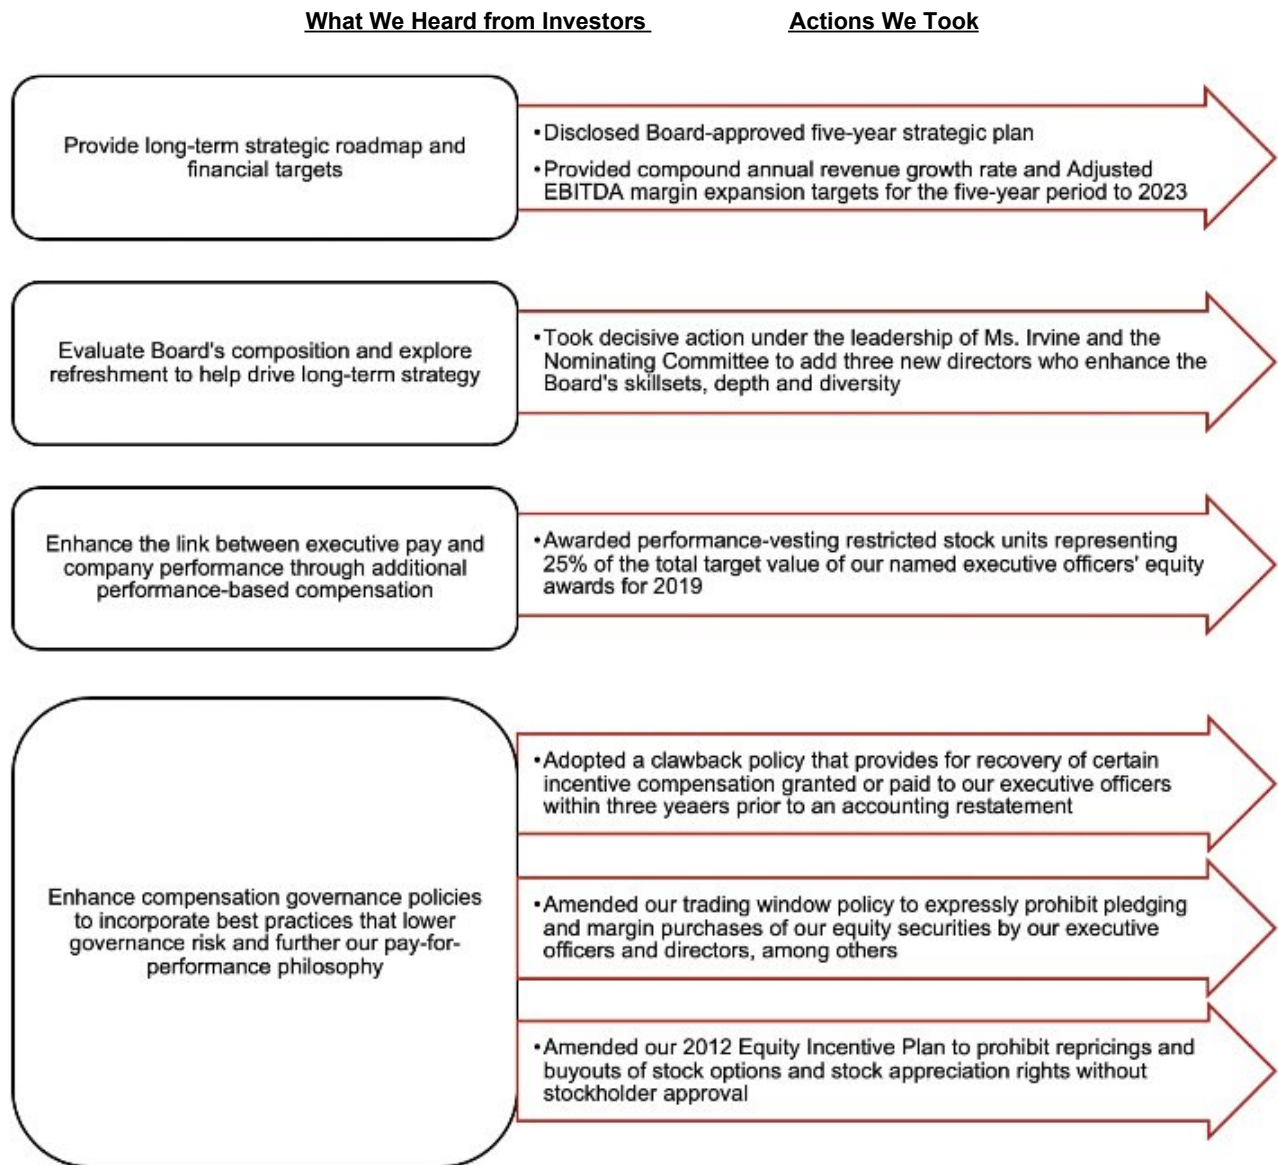 What We Heard from Investors
Actions We Took
Provide long-term strategic roadmap and
financial targets
•Disclosed Board-approved five-year strategic plan
•Provided compound annual revenue growth rate and Adjusted
EBITDA margin expansion targets for the five-year period to 2023
Evaluate Board's composition and explore
refreshment to help drive long-term strategy
•Took decisive action under the leadership of Ms. Irvine and the
Nominating Committee to add three new directors who enhance the
Board's skillsets, depth and diversity
Enhance the link between executive pay and
company performance through additional
performance-based compensation
•Awarded performance-vesting restricted stock units representing
25% of the total target value of our named executive officers' equity
awards for 2019
Enhance compensation governance policies
to incorporate best practices that lower
governance risk and further our pay-for-
performance philosophy
•Adopted a clawback policy that provides for recovery of certain
incentive compensation granted or paid to our executive officers
within three yeaers prior to an accounting restatement
•Amended our trading window policy to expressly prohibit pledging
and margin purchases of our equity securities by our executive
officers and directors, among others
•Amended our 2012 Equity Incentive Plan to prohibit repricings and
buyouts of stock options and stock appreciation rights without
stockholder approval